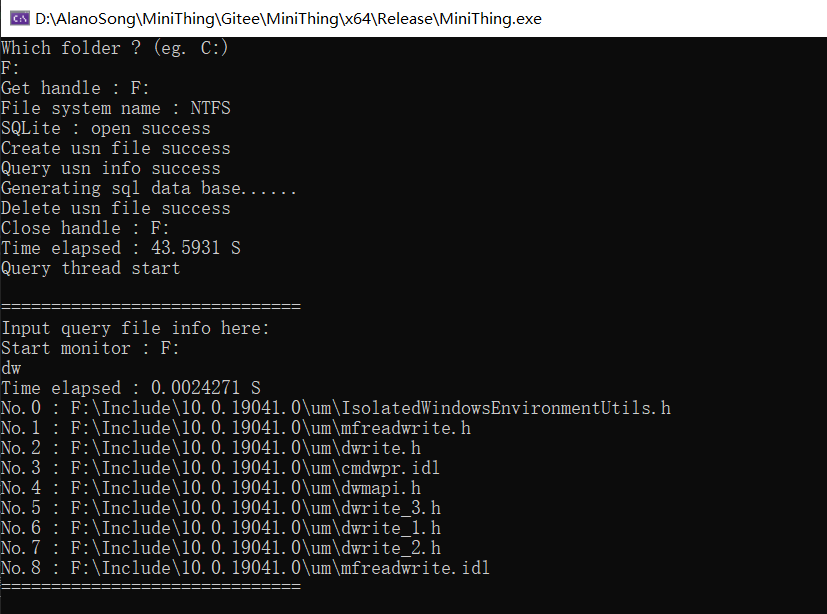 D:\AlanoSong\MiniThing\Gitee\MiniThing\x64\Release\MiniThing.exe
Which folder ? (eg. C:)
F:
Get handle : F:
File system name : NTFS
SQLite : open success
Create usn file success
Query usn info success
Generating sql data base......
Delete usn file success
Close handle : F:
Time elapsed : 43.5931 S
Query thread start
==============================
Input query file info here:
Start monitor : F:
dw
Time elapsed : 0.0024271 S
No.0 : F:\Include\10.0.19041.0\um\IsolatedWindowsEnvironmentUtils.h
No.1 : F:\Include\10.0.19041.0\um\mfreadwrite.h
No.2 : F:\Include\10.0.19041.0\um\dwrite.h
No.3 : F:\Include\10.0.19041.0\um\cmdwpr.idl
No.4 : F:\Include\10.0.19041.0\um\dwmapi.h
No.5 : F:\Include\10.0.19041.0\um\dwrite_3.h
No.6 : F:\Include\10.0.19041.0\um\dwrite_1.h
No.7 : F:\Include\10.0.19041.0\um\dwrite_2.h
No.8 : F:\Include\10.0.19041.0\um\mfreadwrite.idl
==============================